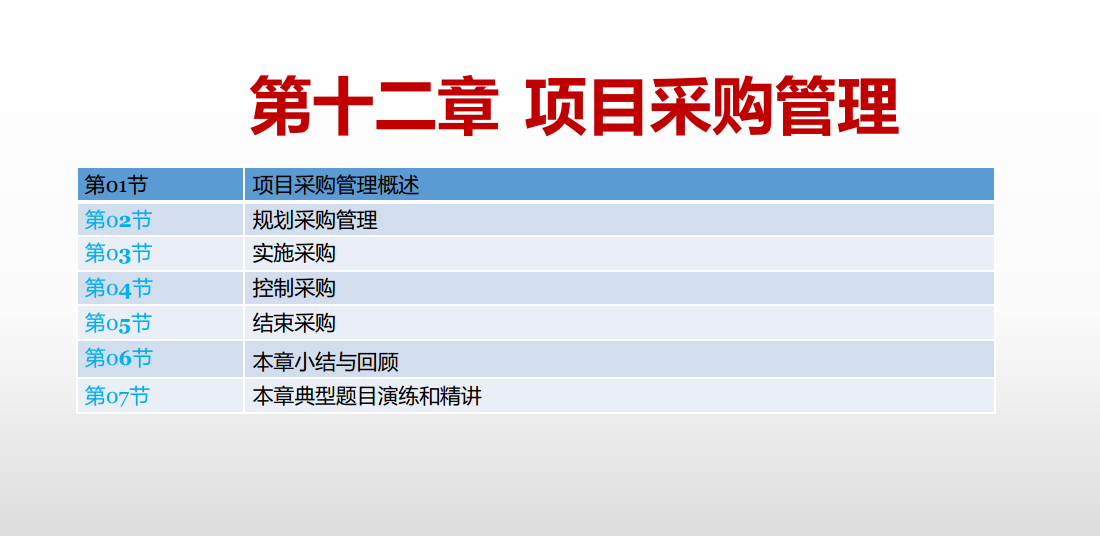 第十二章 项目采购管理
第01节 项目采购管理概述
第02节 规划采购管理
第03节 实施采购
第04节 控制采购
第05节 结束采购
第06节 本章小结与回顾
第07节 本章典型题目演练和精讲